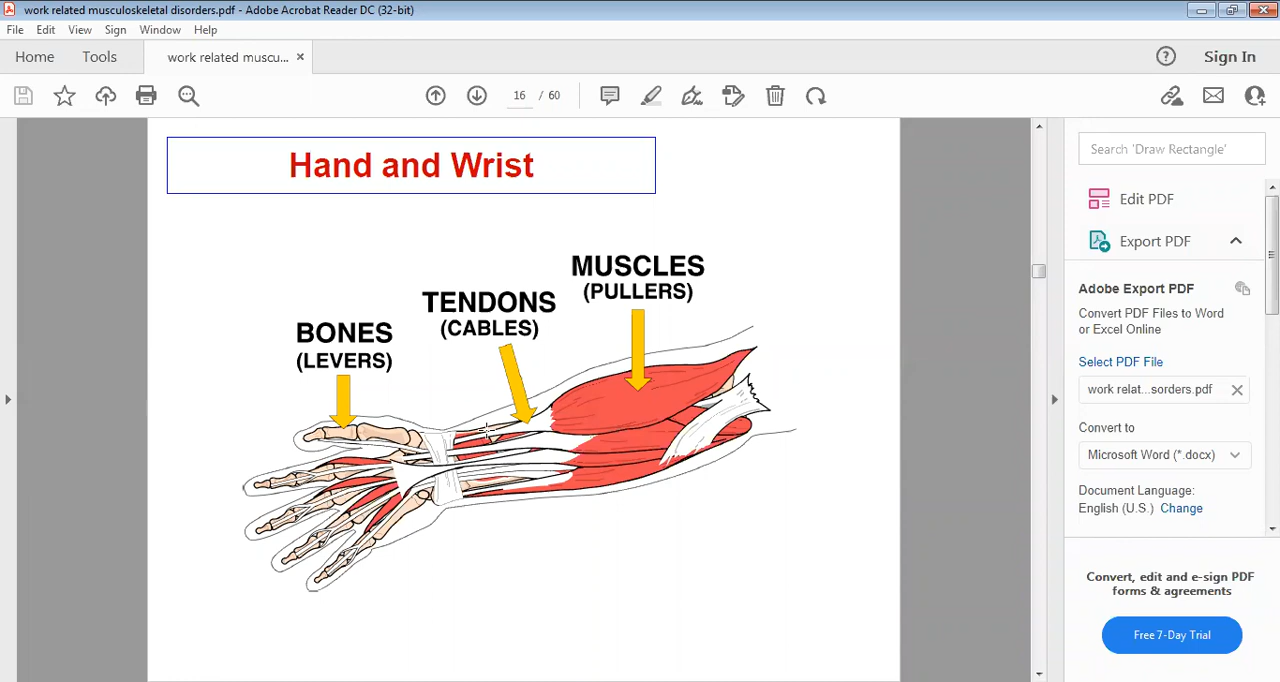 work related musculoskeletal disorders.pdf - Adobe Acrobat Reader DC (32-bit)
File Edit View Sign Window Help
Home Tools work related muscu... × Sign In
16 / 60
Hand and Wrist
MUSCLES
(PULLERS)
TENDONS
(CABLES)
BONES
(LEVERS)
Search 'Draw Rectangle'
Edit PDF
Export PDF
Adobe Export PDF
Convert PDF Files to Word
or Excel Online
Select PDF File
work relat...sorders.pdf
Convert to
Microsoft Word (*.docx)
Document Language:
English (U.S.) Change
Convert, edit and e-sign PDF
forms & agreements
Free 7-Day Trial